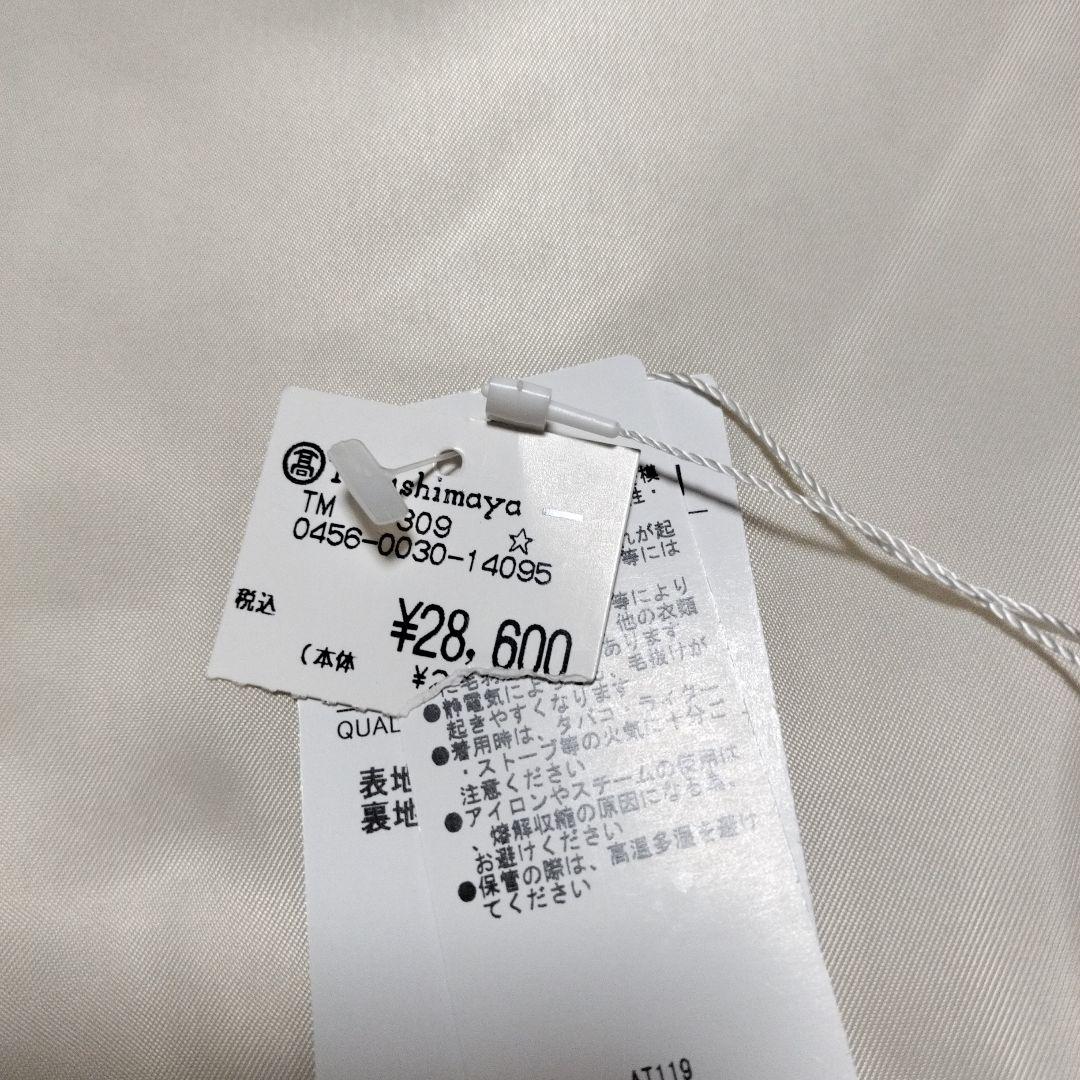 髙
shimaya
TM 309
0456-0030-14095
☆
税込
¥28,600
(本体
QUAL
表地
裏地
れが起
等には
等により
他の衣類
あります
毛抜けが
●静電気によ
起きやすくなります
●着用時は、タバコ、ライター
・ストーブ等の火気に十分ご
注意ください
●アイロンやスチームの使用は
、熔解収縮の原因になる為、
お避けください
●保管の際は、高温多湿を避け
てください
AT119